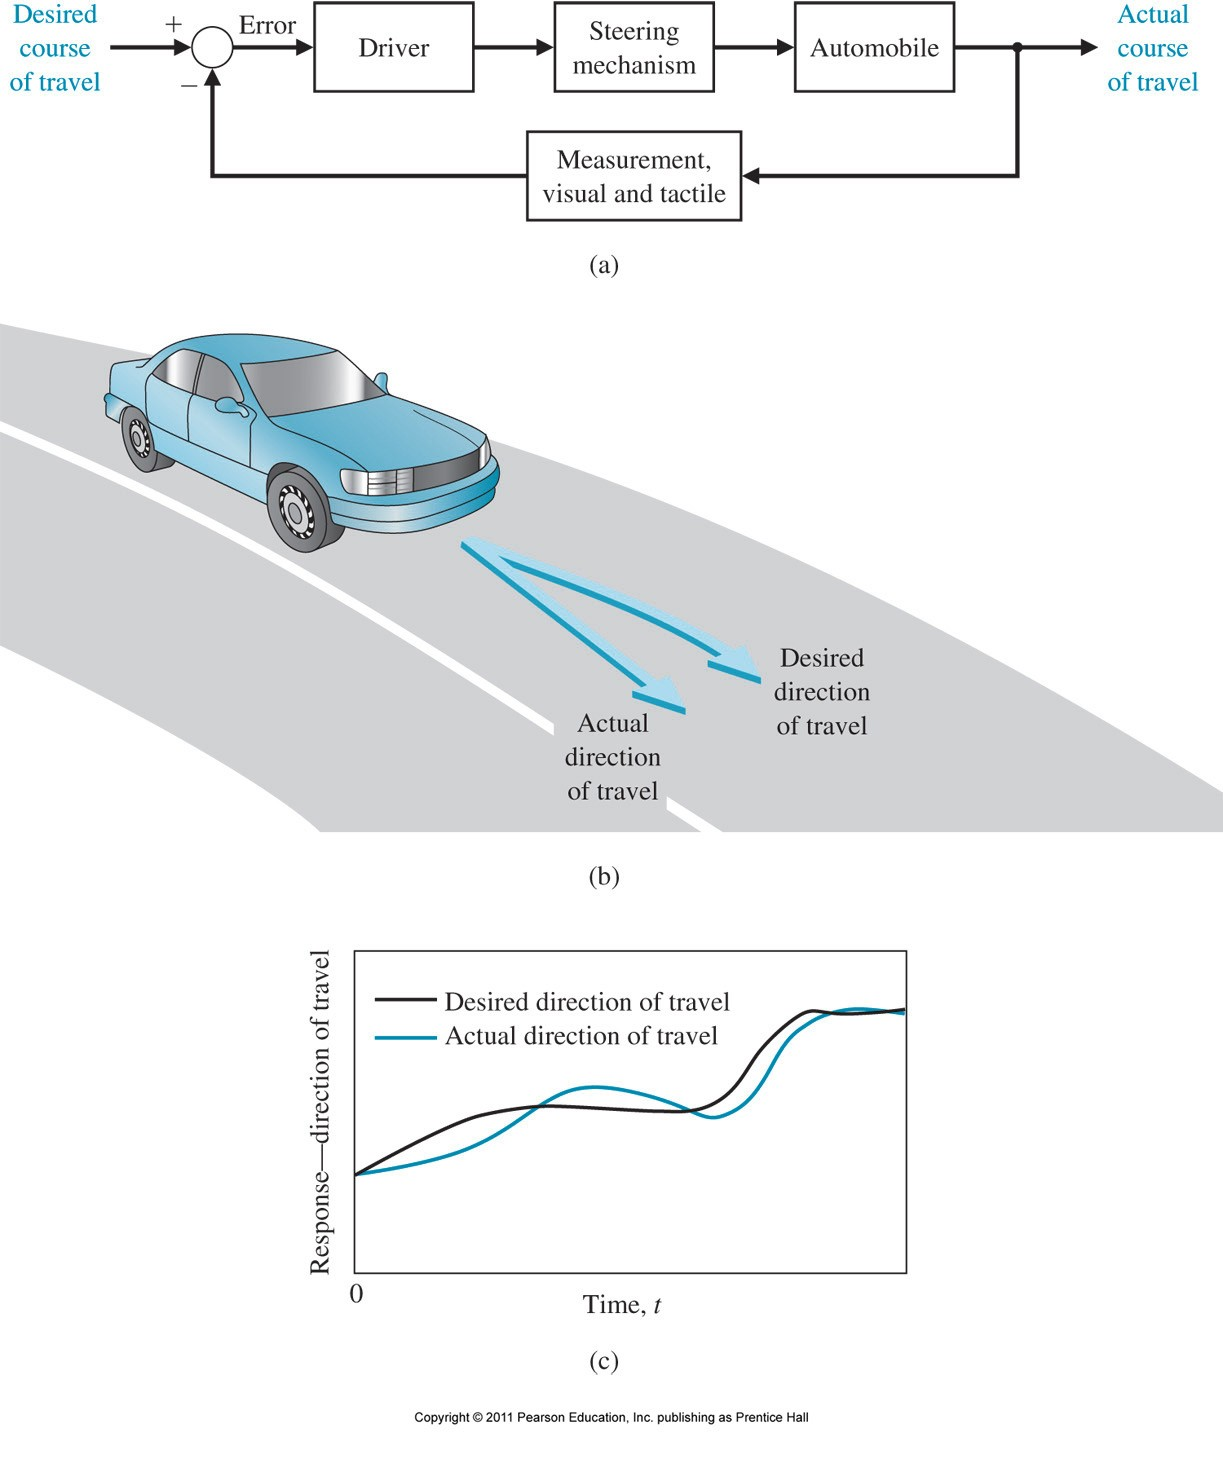 Desired
course
of travel
+
−
Error
Driver
Steering
mechanism
Automobile
Actual
course
of travel
Measurement,
visual and tactile
(a)
Desired
direction
of travel
Actual
direction
of travel
(b)
Response—direction of travel
Desired direction of travel
Actual direction of travel
0
Time, t
(c)
Copyright © 2011 Pearson Education, Inc. publishing as Prentice Hall